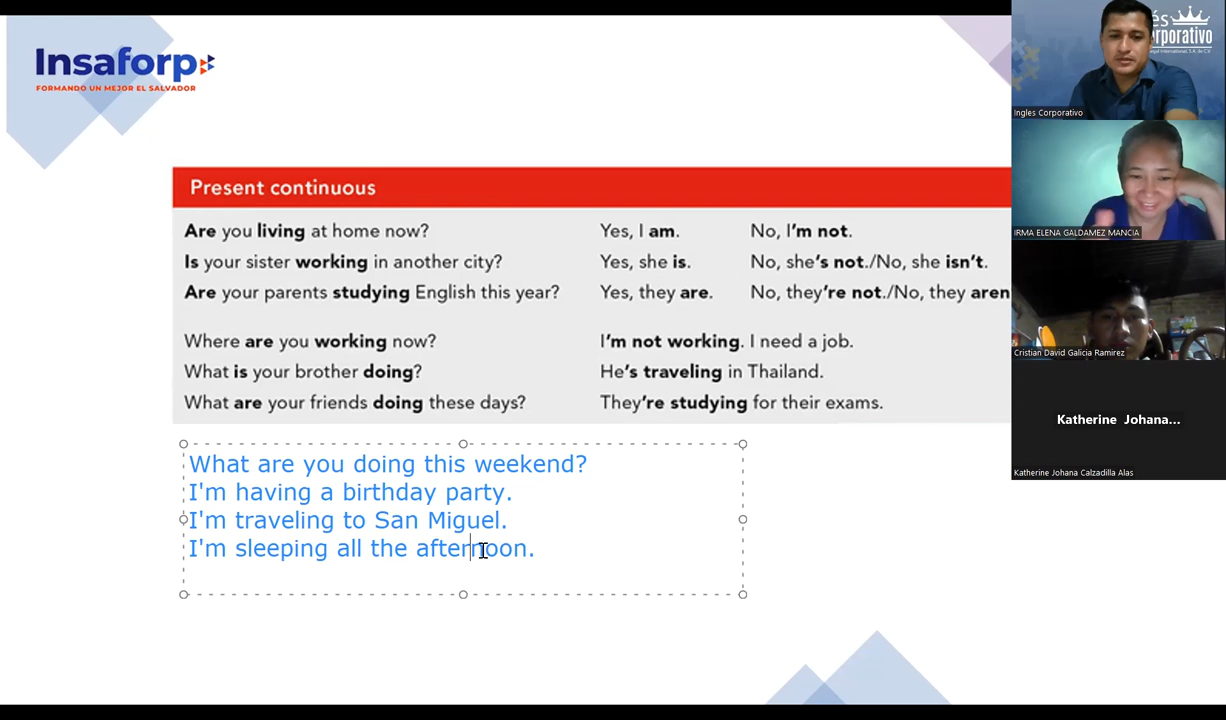 Insaforp
FORMANDO UN MEJOR EL SALVADOR
Present continuous
Are you living at home now? Yes, I am. No, I'm not.
Is your sister working in another city? Yes, she is. No, she's not./No, she isn't.
Are your parents studying English this year? Yes, they are. No, they're not./No, they aren
Where are you working now? I'm not working. I need a job.
What is your brother doing? He's traveling in Thailand.
What are your friends doing these days? They're studying for their exams.
What are you doing this weekend?
I'm having a birthday party.
I'm traveling to San Miguel.
I'm sleeping all the afternoon.
Ingles Corporativo
IRMA ELENA GALDAMEZ MANCIA
Cristian David Galicia Ramirez
Katherine Johana...
Katherine Johana Calzadilla Alas